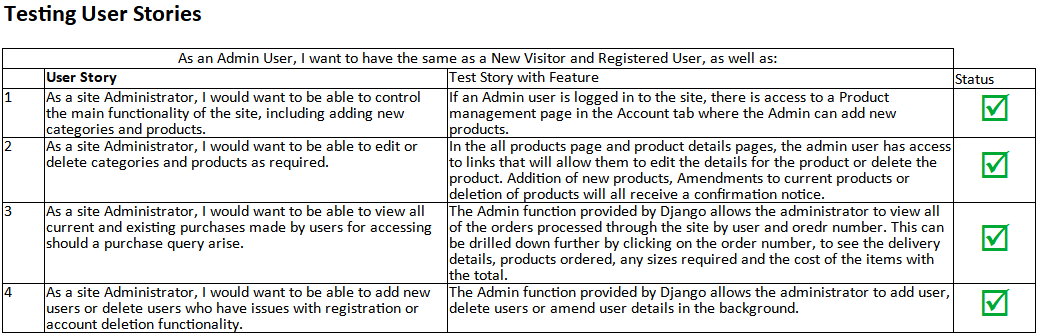 Testing User Stories
As an Admin User, I want to have the same as a New Visitor and Registered User, as well as:
User Story
Test Story with Feature
Status
1
As a site Administrator, I would want to be able to control
the main functionality of the site, including adding new
categories and products.
If an Admin user is logged in to the site, there is access to a Product
management page in the Account tab where the Admin can add new
products.
2
As a site Administrator, I would want to be able to edit or
delete categories and products as required.
In the all products page and product details pages, the admin user has access
to links that will allow them to edit the details for the product or delete the
product. Addition of new products, Amendments to current products or
deletion of products will all receive a confirmation notice.
3
As a site Administrator, I would want to be able to view all
current and existing purchases made by users for accessing
should a purchase query arise.
The Admin function provided by Django allows the administrator to view all
of the orders processed through the site by user and oredr number. This can
be drilled down further by clicking on the order number, to see the delivery
details, products ordered, any sizes required and the cost of the items with
the total.
4
As a site Administrator, I would want to be able to add new
users or delete users who have issues with registration or
account deletion functionality.
The Admin function provided by Django allows the administrator to add user,
delete users or amend user details in the background.